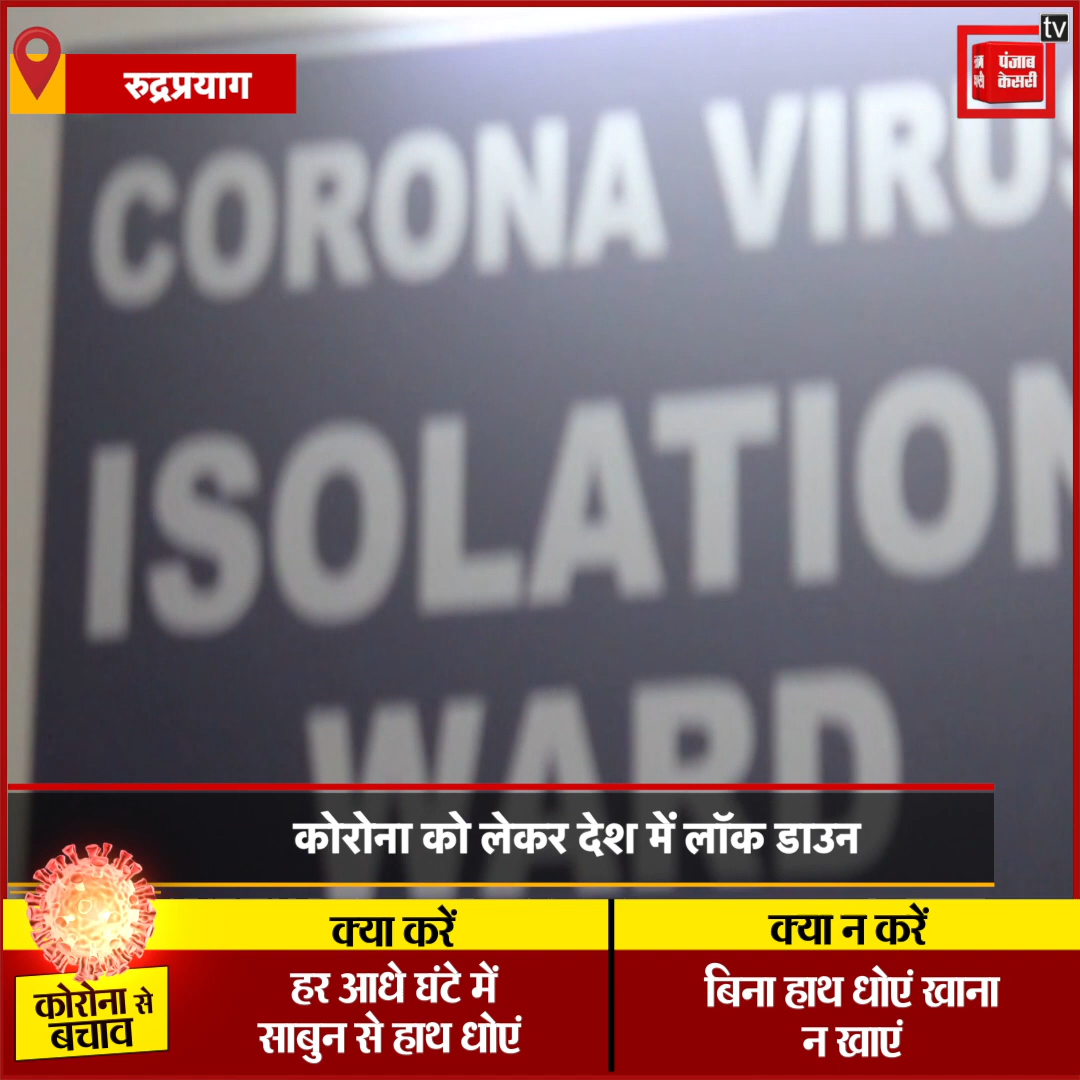 tv
रुद्रप्रयाग
पंजाब
केसरी
CORONA VIRUS
ISOLATION
WARD
कोरोना को लेकर देश में लॉक डाउन
क्या करें
क्या न करें
कोरोना से
बचाव
हर आधे घंटे में
साबुन से हाथ धोएं
बिना हाथ धोएं खाना
न खाएं